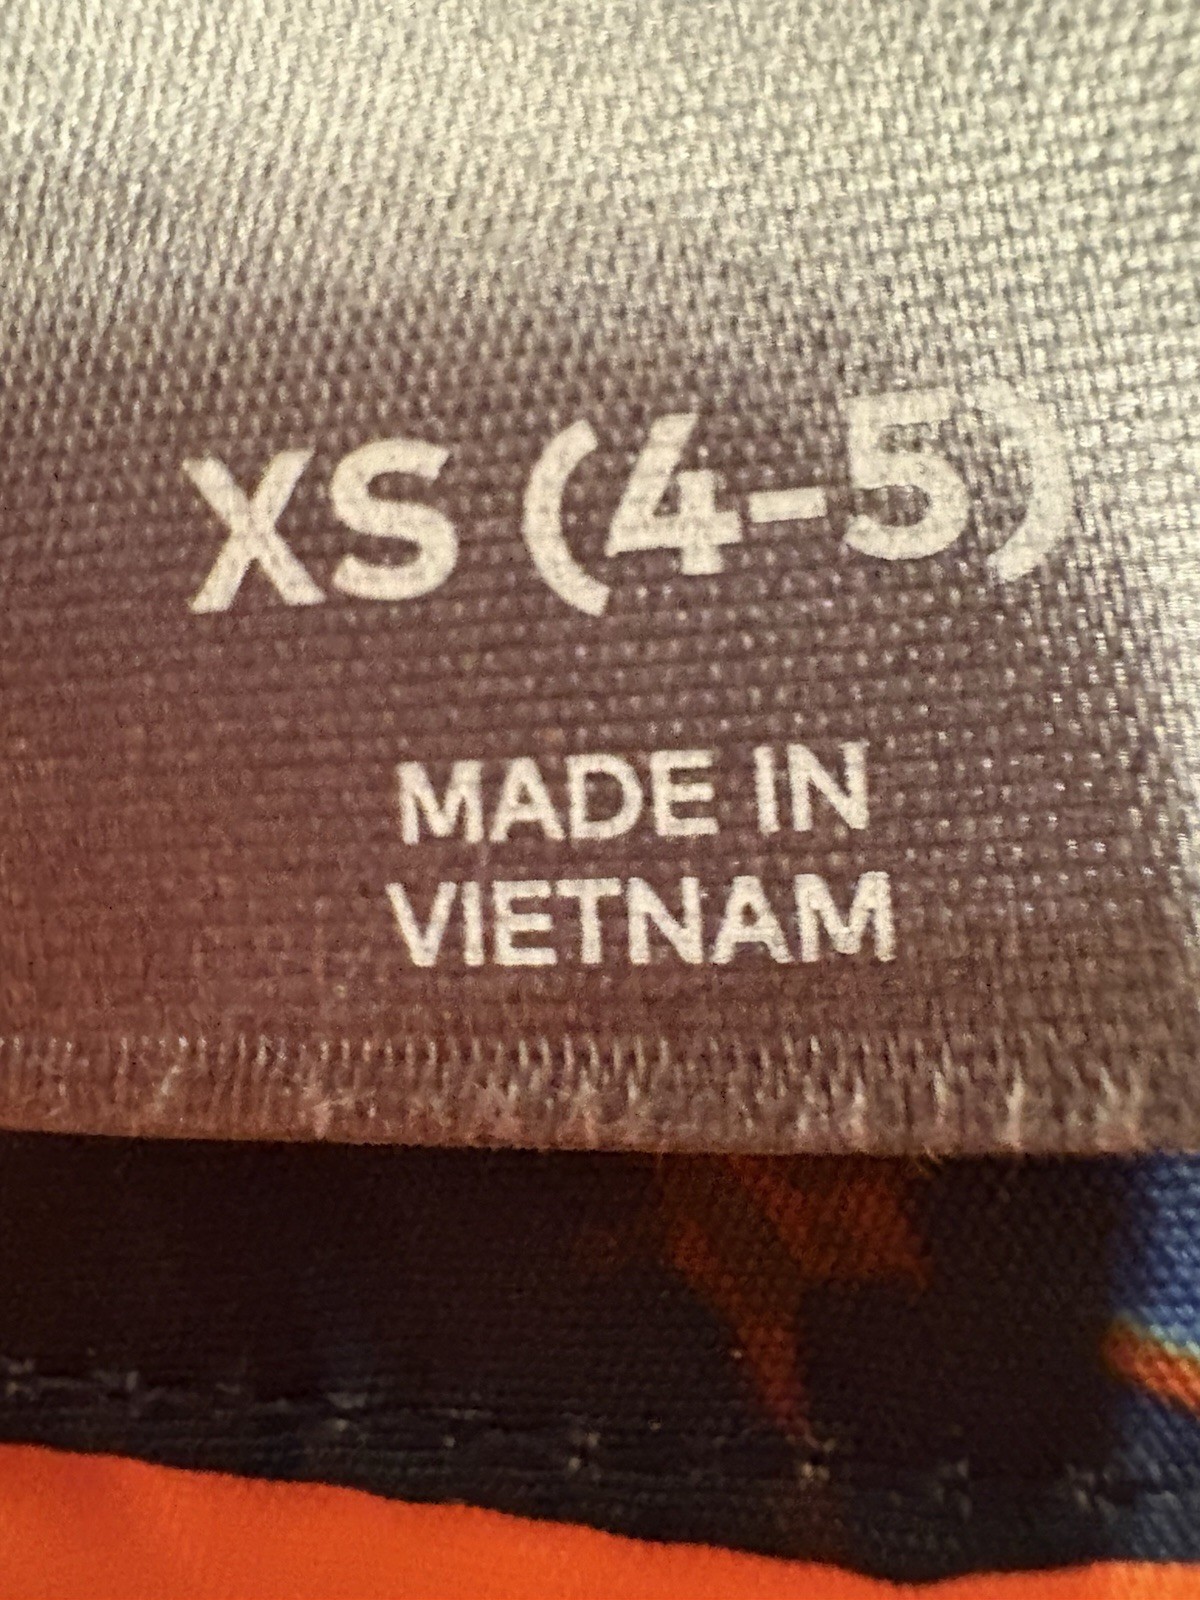 XS (4-5)
MADE IN
VIETNAM